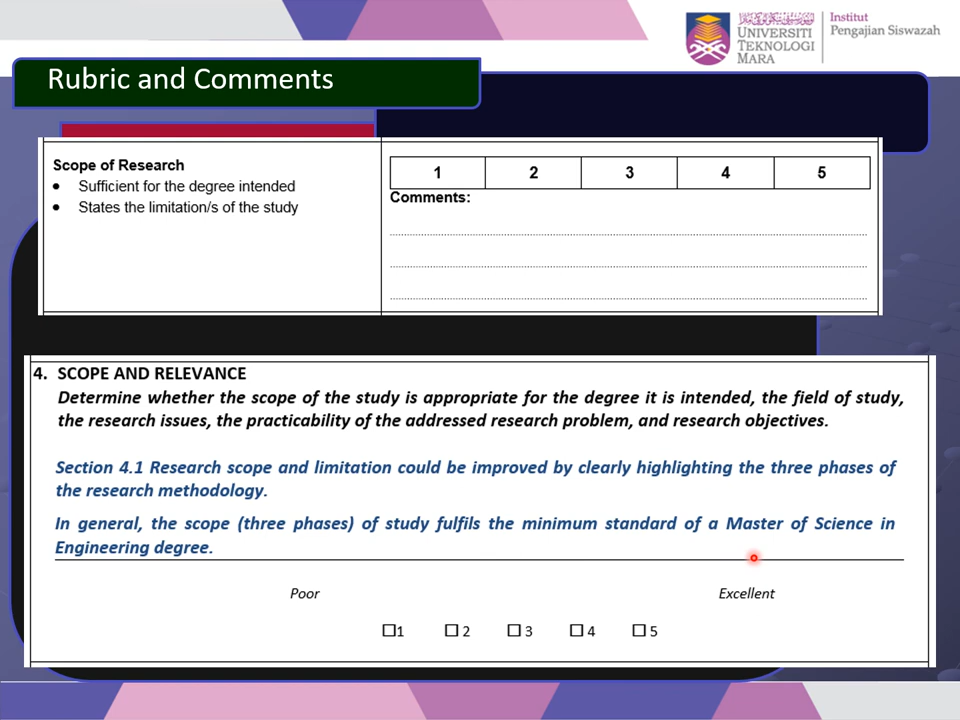 UNIVERSITI
TEKNOLOGI
MARA
Institut
Pengajian Siswazah
Rubric and Comments
Scope of Research
• Sufficient for the degree intended
• States the limitation/s of the study
1 2 3 4 5
Comments:
4. SCOPE AND RELEVANCE
Determine whether the scope of the study is appropriate for the degree it is intended, the field of study,
the research issues, the practicability of the addressed research problem, and research objectives.
Section 4.1 Research scope and limitation could be improved by clearly highlighting the three phases of
the research methodology.
In general, the scope (three phases) of study fulfils the minimum standard of a Master of Science in
Engineering degree.
Poor Excellent
☐1 ☐ 2 ☐ 3 ☐ 4 ☐ 5